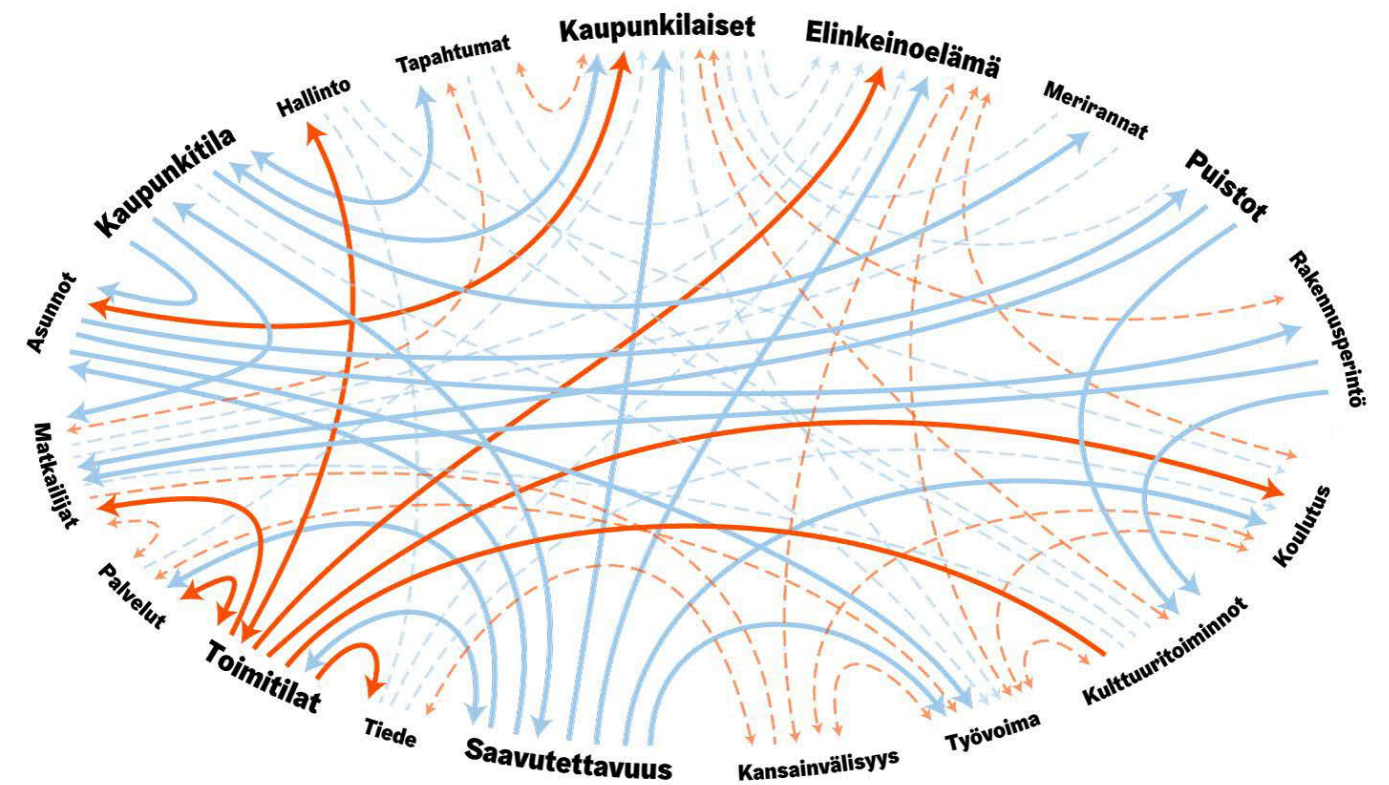 Kaupunkilaiset
Elinkeinoelämä
Merirannat
Puistot
Rakennusperintö
Koulutus
Kulttuuritoiminnot
Työvoima
Kansainvälisyys
Saavutettavuus
Tiede
Toimitilat
Palvelut
Matkailijat
Asunnot
Kaupunkitila
Hallinto
Tapahtumat